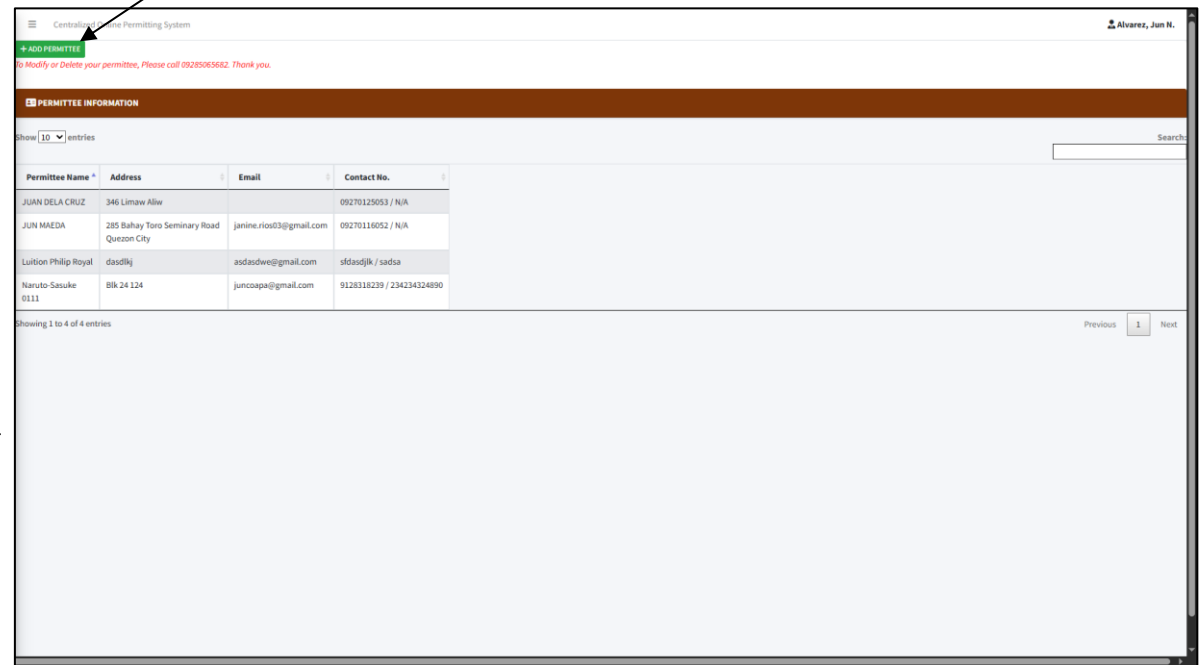 Centralized Online Permitting System
Alvarez, Jun N.
+ ADD PERMITTEE
To Modify or Delete your permittee, Please call 09285065682. Thank you.
PERMITTEE INFORMATION
Show 10 entries
Search:
Permittee Name Address Email Contact No.
JUAN DELA CRUZ 346 Limaw Aliw 09270125053 / N/A
JUN MAEDA 285 Bahay Toro Seminary Road janine.rios03@gmail.com 09270116052 / N/A
Quezon City
Luition Philip Royal dasdlkj asdasdwe@gmail.com sfdasdjlk / sadsa
Naruto-Sasuke Blk 24 124 juncoapa@gmail.com 9128318239 / 234234324890
0111
Showing 1 to 4 of 4 entries
Previous 1 Next